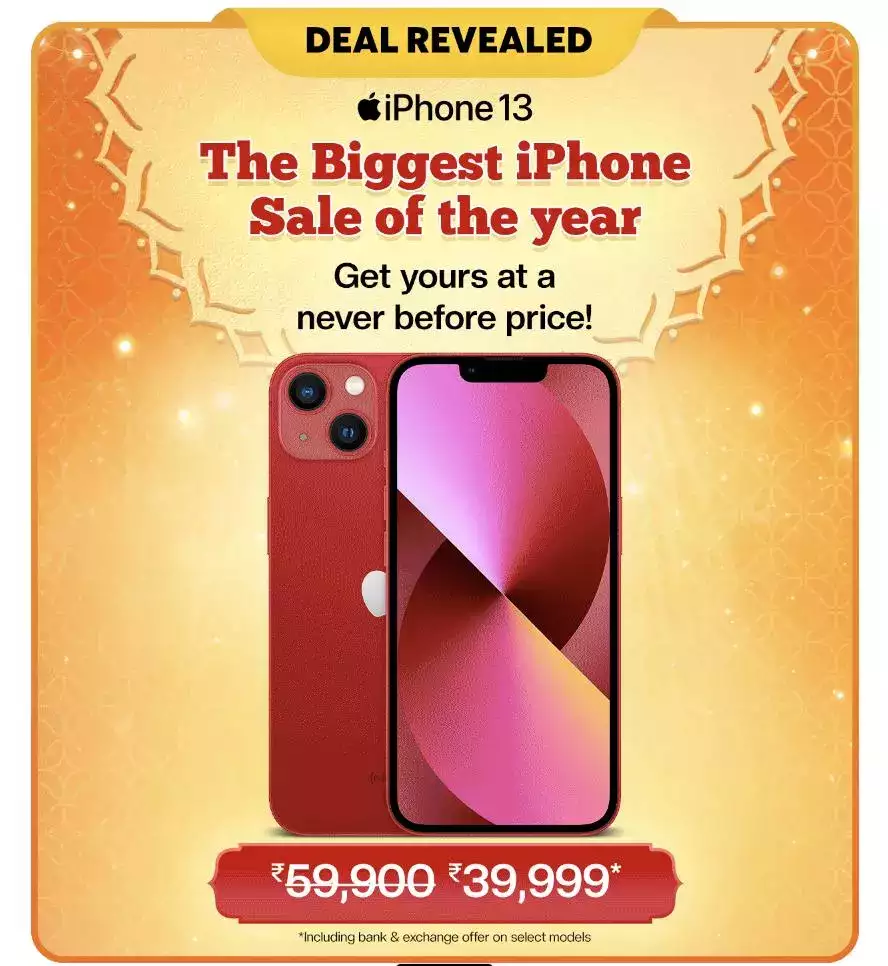 DEAL REVEALED
iPhone 13
The Biggest iPhone
Sale of the year
Get yours at a
never before price!
₹59,900 ₹39,999*
*Including bank & exchange offer on select models